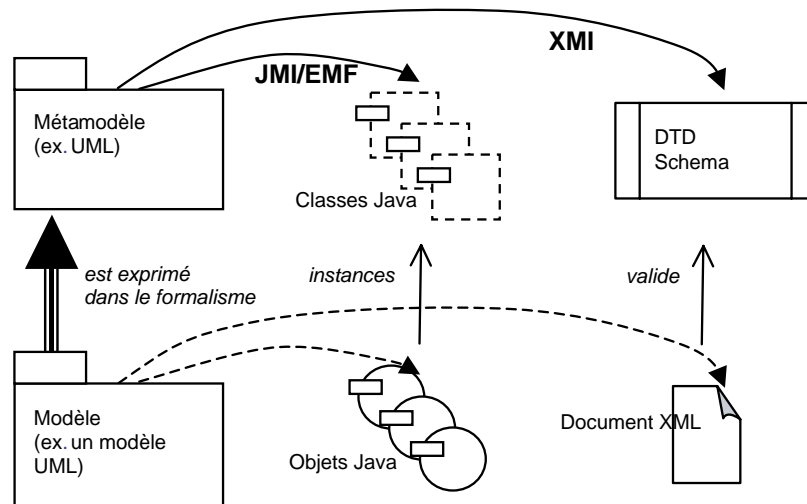 XMI
JMI/EMF
Métamodèle
(ex. UML)
DTD
Schema
Classes Java
est exprimé
dans le formalisme
instances
valide
Modèle
(ex. un modèle
UML)
Objets Java
Document XML